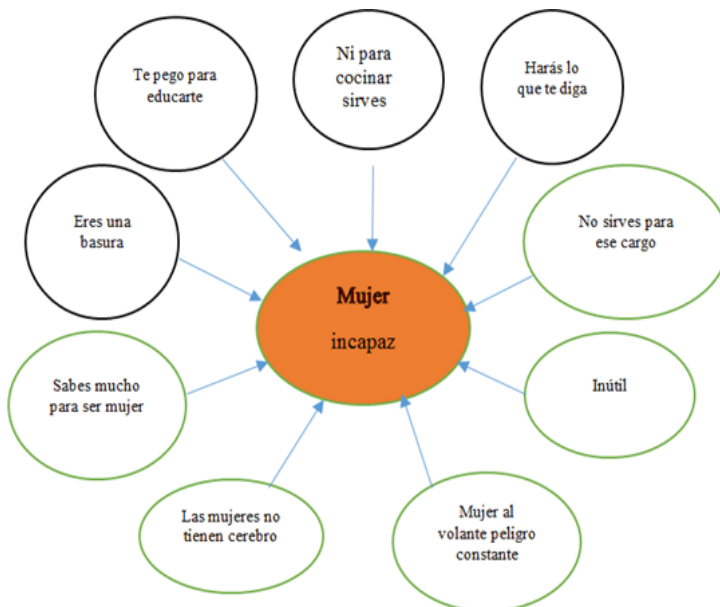 Te pego para
educarte
Ni para
cocinar
sirves
Harás lo
que te diga
Eres una
basura
No sirves para
ese cargo
Mujer
incapaz
Sabes mucho
para ser mujer
Inútil
Las mujeres no
tienen cerebro
Mujer al
volante peligro
constante